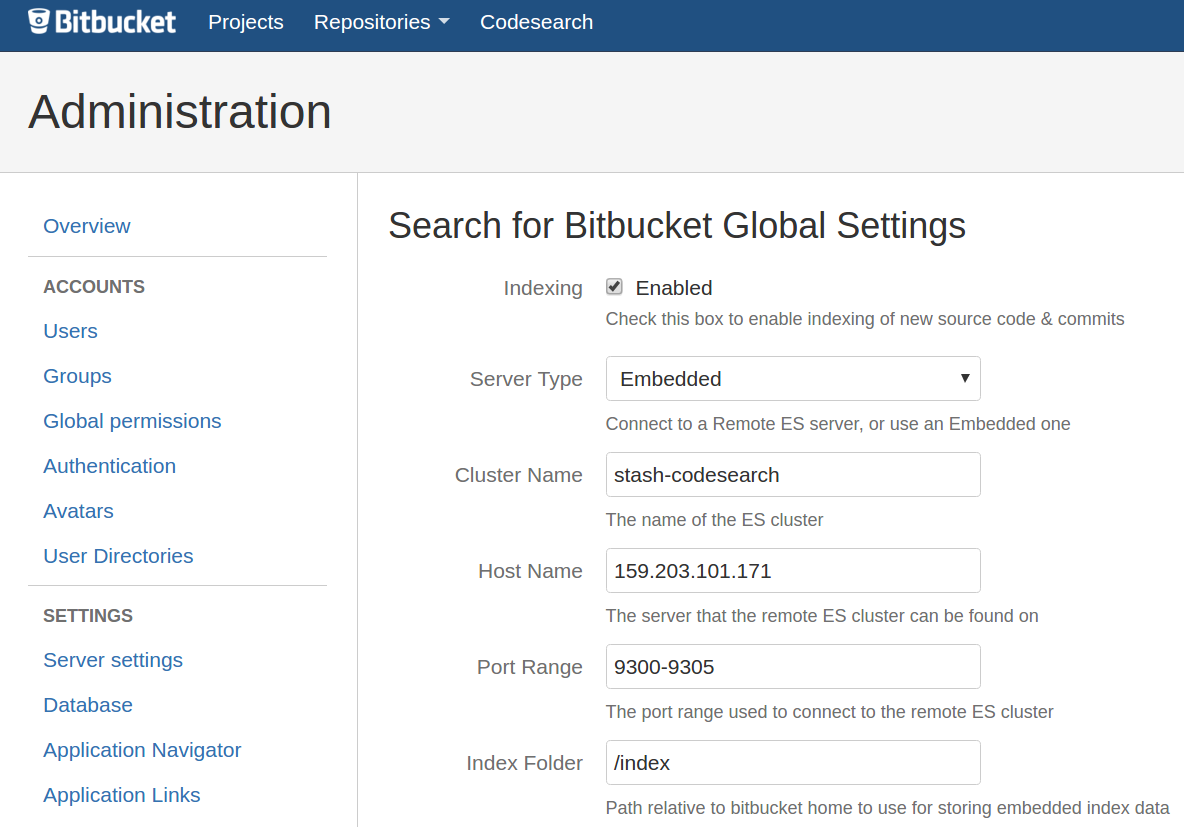 Bitbucket Projects Repositories Codesearch
Administration
Overview
ACCOUNTS
Users
Groups
Global permissions
Authentication
Avatars
User Directories
SETTINGS
Server settings
Database
Application Navigator
Application Links
Search for Bitbucket Global Settings
Indexing Enabled
Check this box to enable indexing of new source code & commits
Server Type Embedded
Connect to a Remote ES server, or use an Embedded one
Cluster Name stash-codesearch
The name of the ES cluster
Host Name 159.203.101.171
The server that the remote ES cluster can be found on
Port Range 9300-9305
The port range used to connect to the remote ES cluster
Index Folder /index
Path relative to bitbucket home to use for storing embedded index data